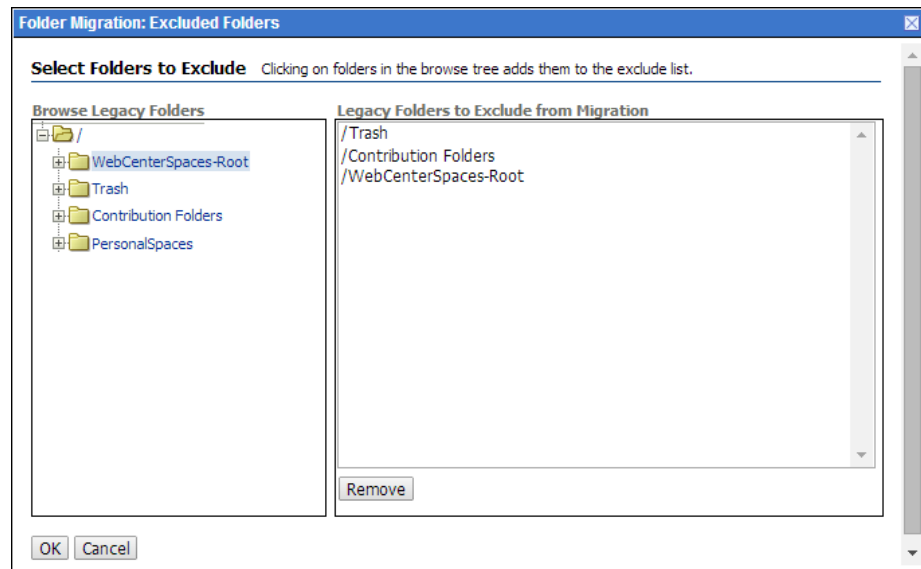 Folder Migration: Excluded Folders
Select Folders to Exclude Clicking on folders in the browse tree adds them to the exclude list.
Browse Legacy Folders
/
WebCenterSpaces-Root
Trash
Contribution Folders
PersonalSpaces
Legacy Folders to Exclude from Migration
/Trash
/Contribution Folders
/WebCenterSpaces-Root
Remove
OK Cancel